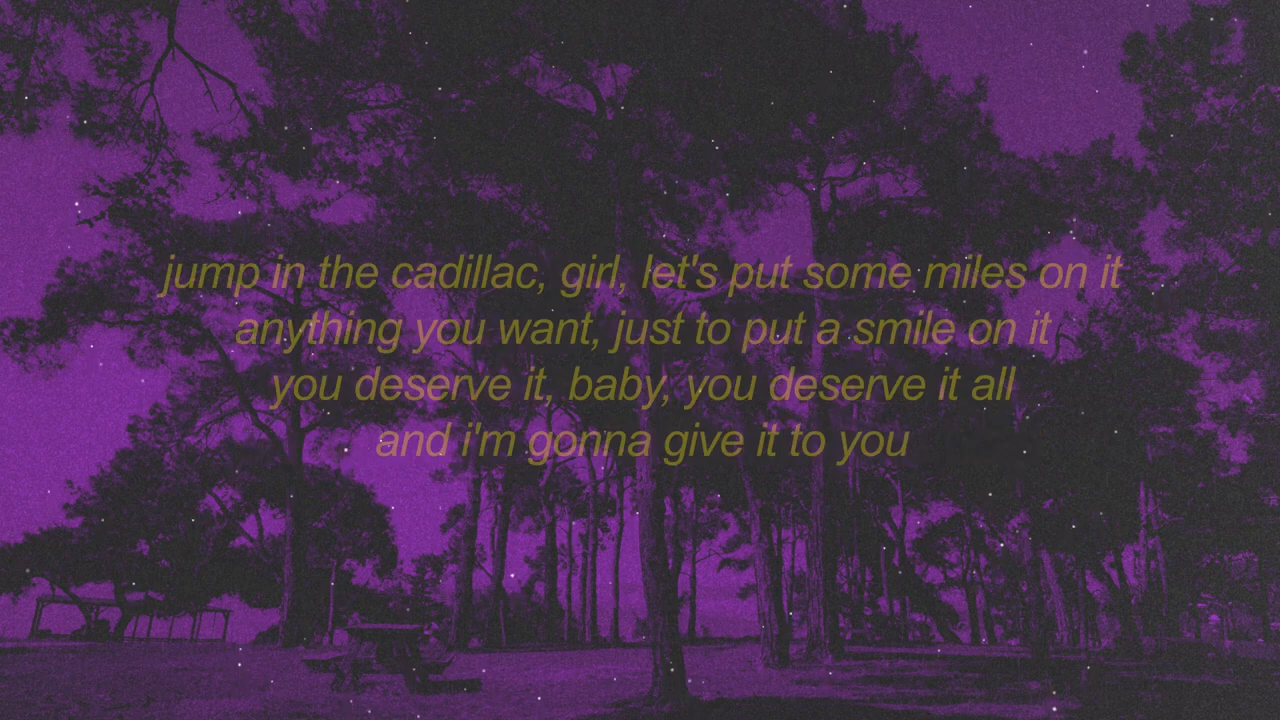 jump in the cadillac, girl, let's put some miles on it
anything you want, just to put a smile on it
you deserve it, baby, you deserve it all
and i'm gonna give it to you